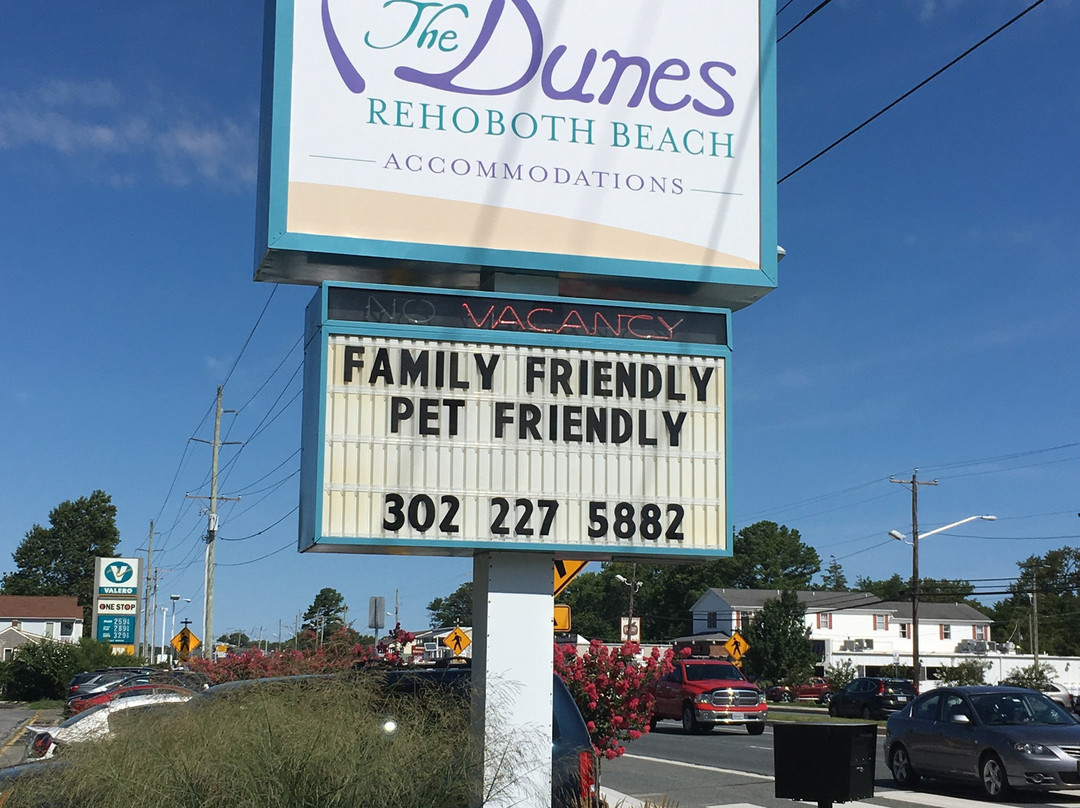 The Dunes
REHOBOTH BEACH
ACCOMMODATIONS
NO VACANCY
FAMILY FRIENDLY
PET FRIENDLY
302 227 5882
VALERO
ONE STOP